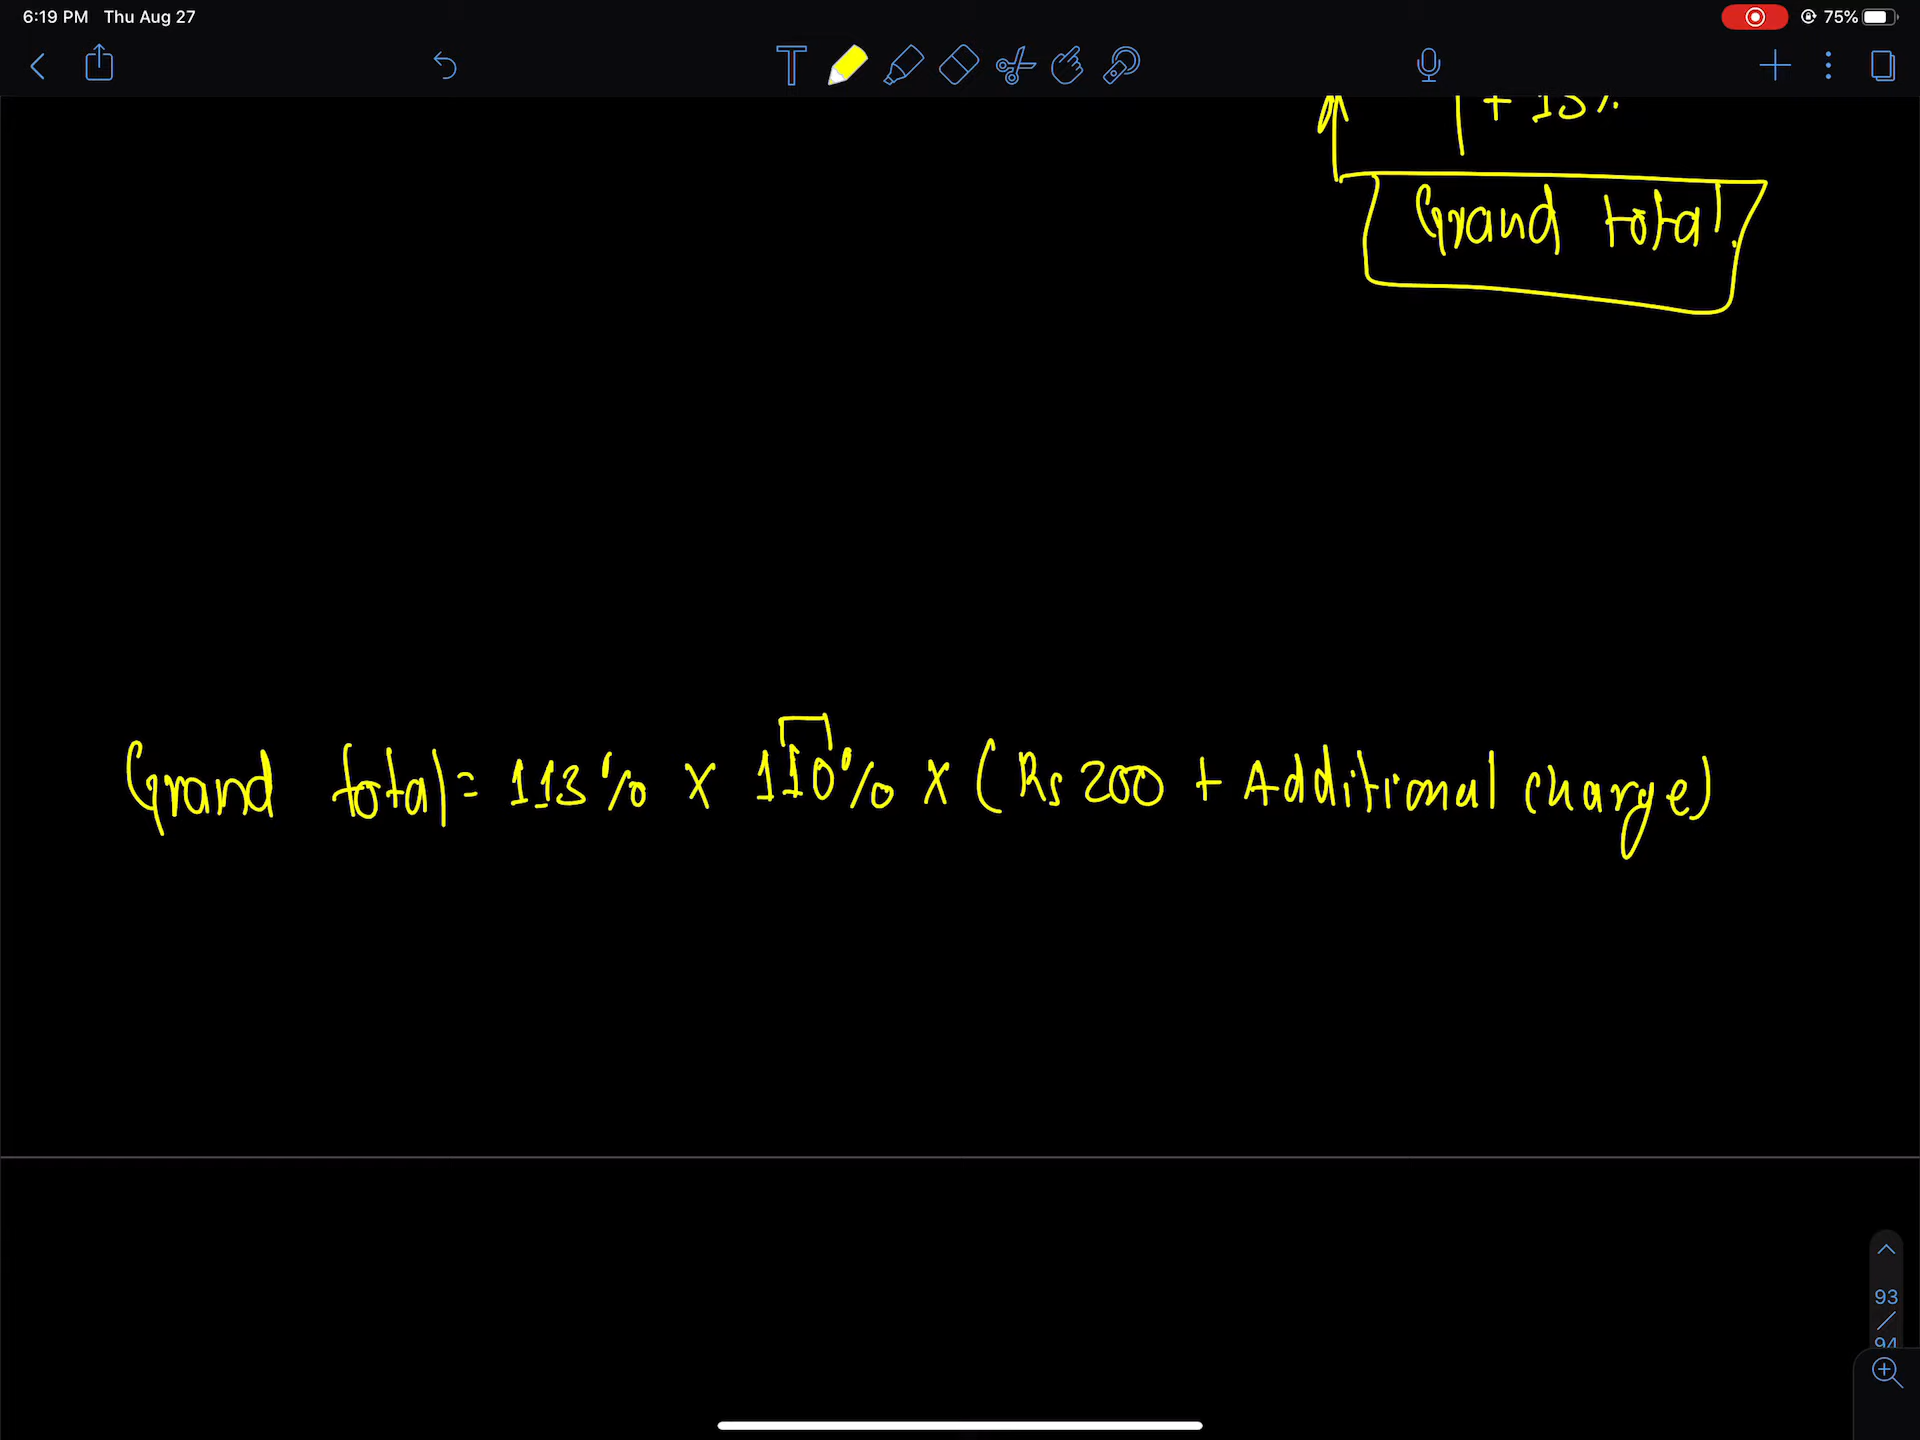 6:19 PM Thu Aug 27
75%
T
+ 13%
Grand total.
Grand total = 113% x 110% x (Rs 200 + Additional charge)
93
/
94